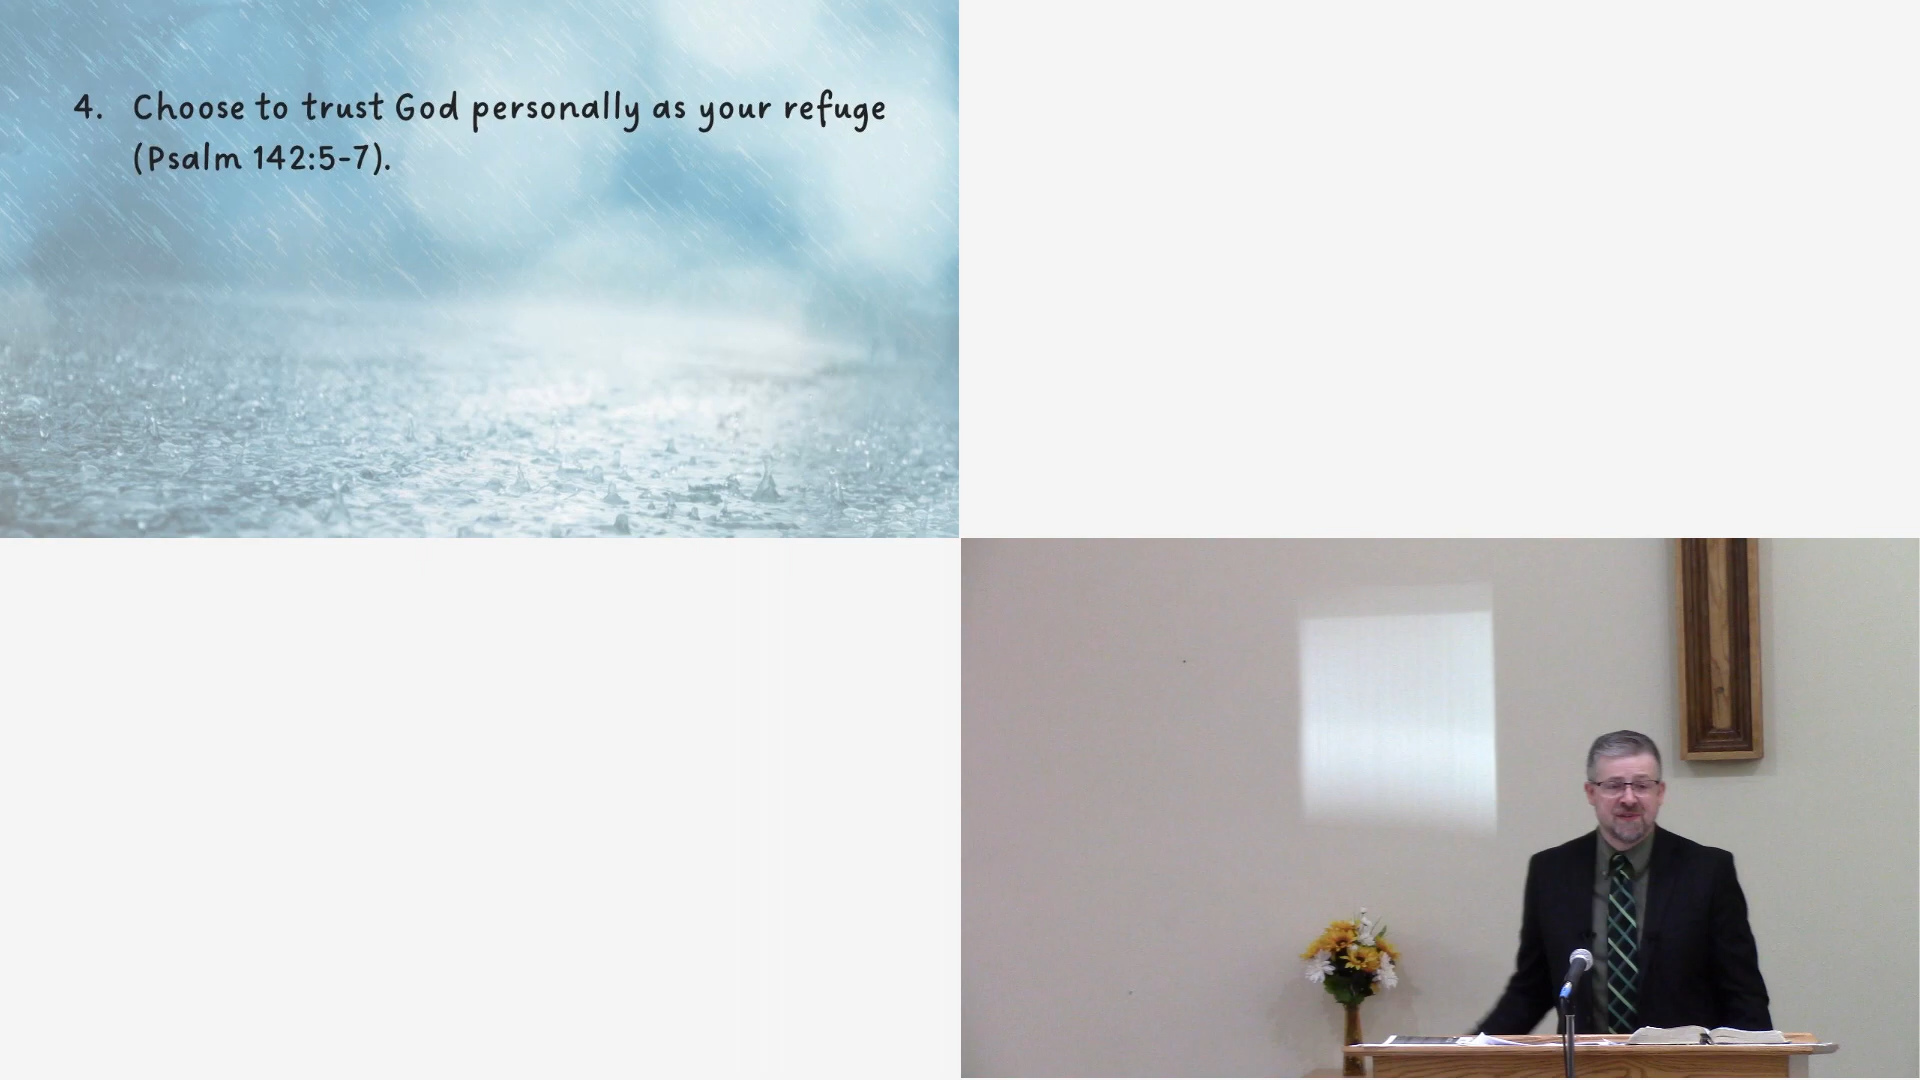 4. Choose to trust God personally as your refuge
(Psalm 142:5-7).